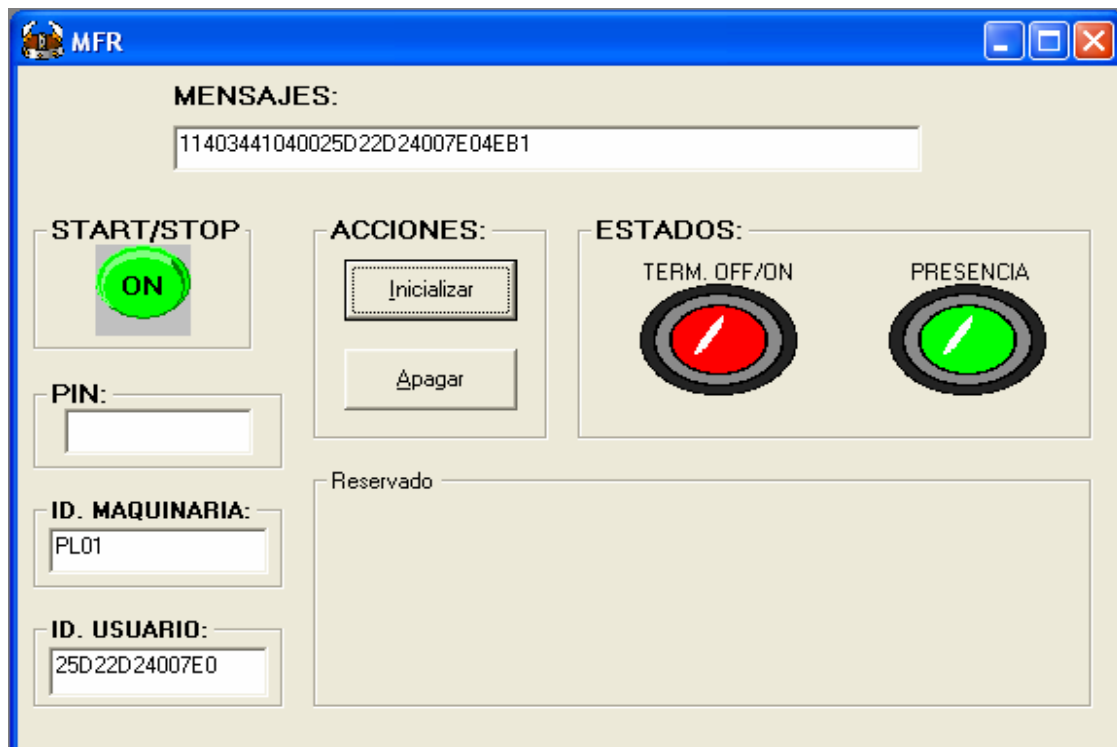 MFR
MENSAJES:
11403441040025D22D24007E04EB1
START/STOP
ON
ACCIONES:
Inicializar
Apagar
ESTADOS:
TERM. OFF/ON
PRESENCIA
PIN:
ID. MAQUINARIA:
PL01
ID. USUARIO:
25D22D24007E0
Reservado